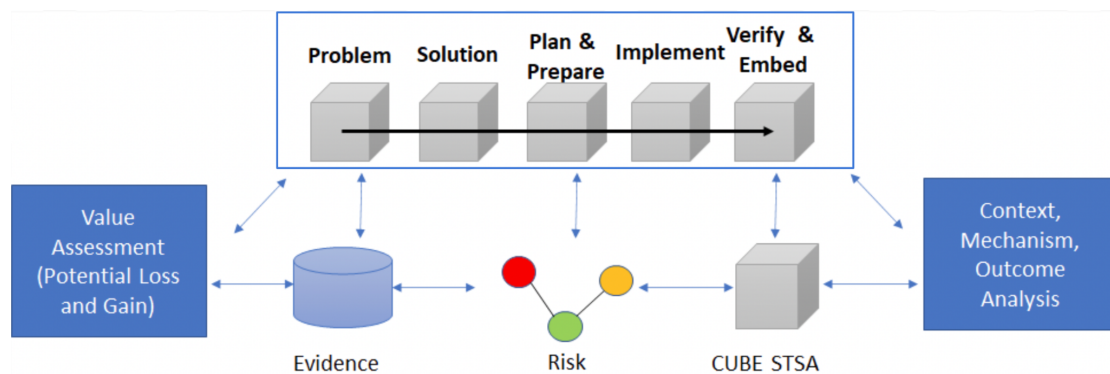 Problem
Solution
Plan &
Prepare
Implement
Verify &
Embed
Value
Assessment
(Potential Loss
and Gain)
Context,
Mechanism,
Outcome
Analysis
Evidence
Risk
CUBE STSA